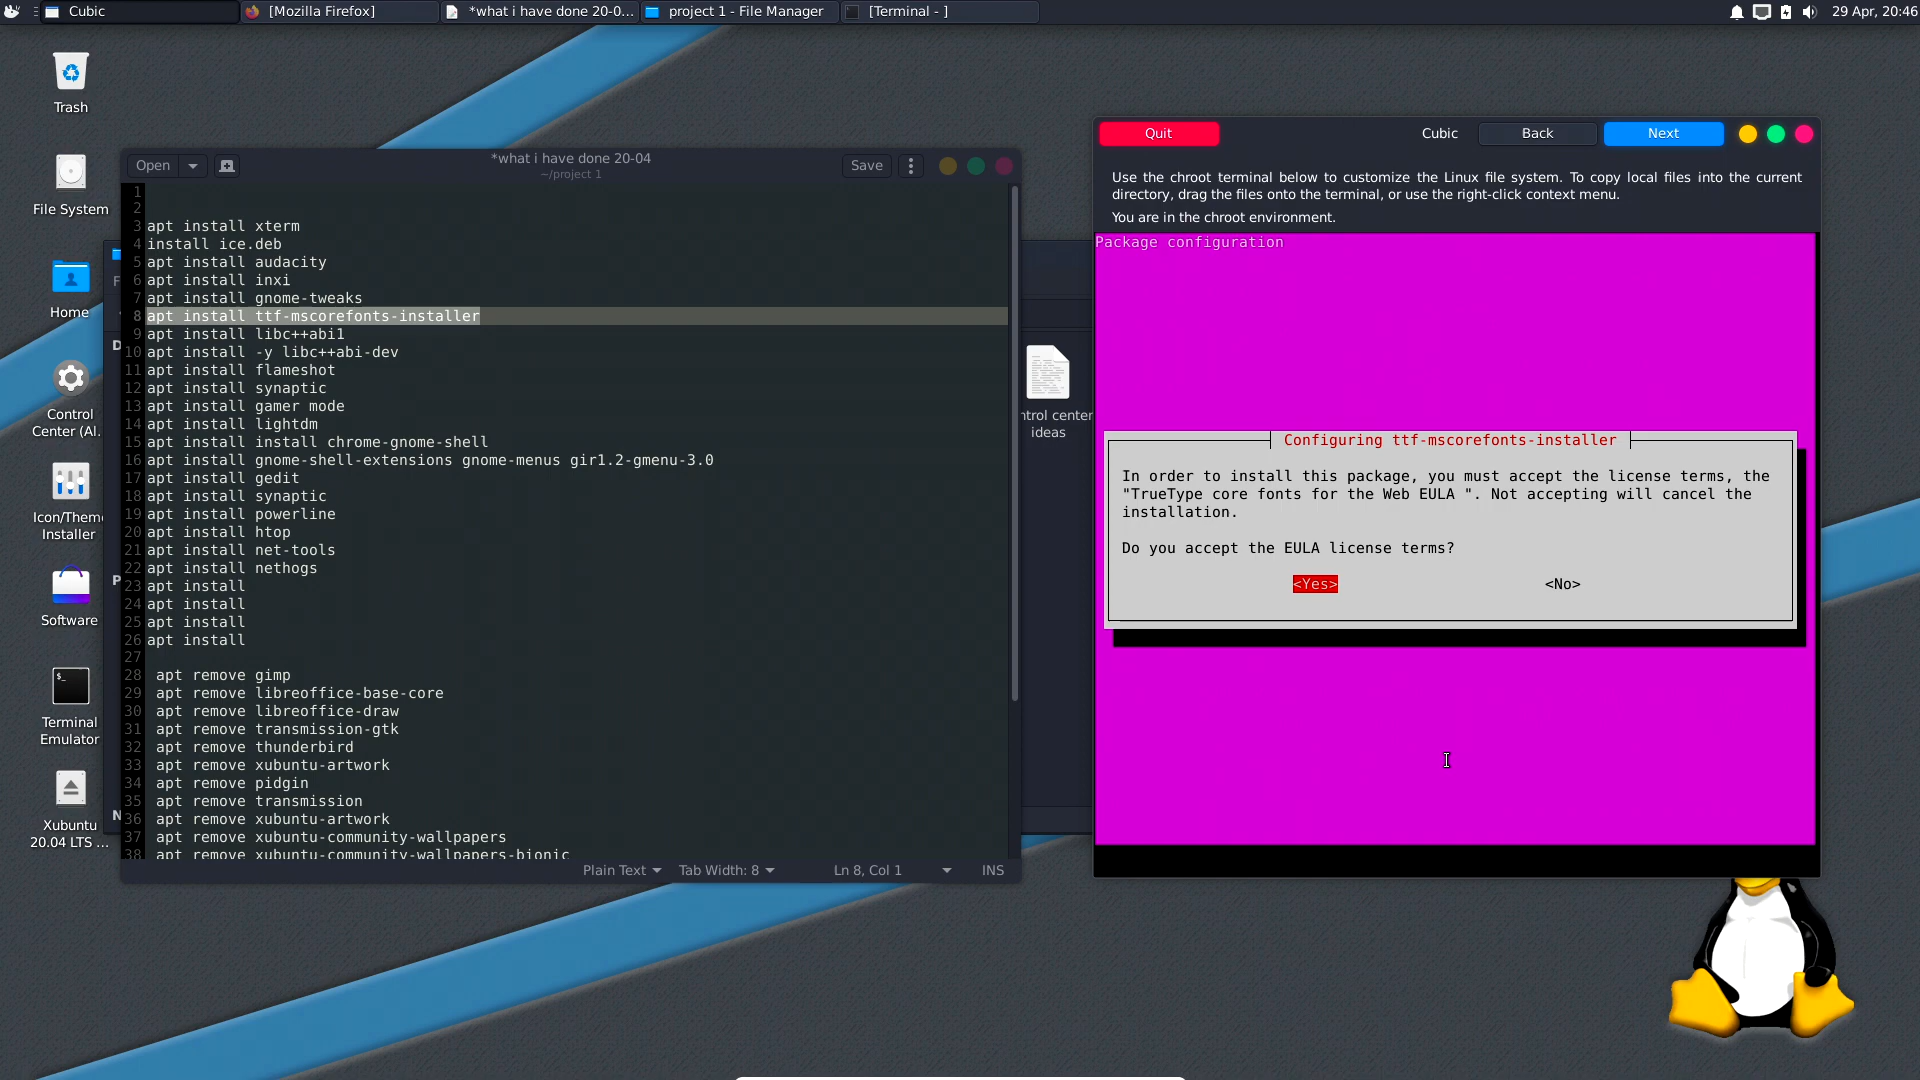 Cubic
[Mozilla Firefox]
*what i have done 20-0...
project 1 - File Manager
[Terminal - ]
29 Apr, 20:46
Trash
File System
Home
Control
Center (Al...
Icon/Them
Installer
Software
Terminal
Emulator
Xubuntu
20.04 LTS ...
F
D
P
N
Open
*what i have done 20-04
~/project 1
Save
1
2
3 apt install xterm
4 install ice.deb
5 apt install audacity
6 apt install inxi
7 apt install gnome-tweaks
8 apt install ttf-mscorefonts-installer
9 apt install libc++abi1
10 apt install -y libc++abi-dev
11 apt install flameshot
12 apt install synaptic
13 apt install gamer mode
14 apt install lightdm
15 apt install install chrome-gnome-shell
16 apt install gnome-shell-extensions gnome-menus gir1.2-gmenu-3.0
17 apt install gedit
18 apt install synaptic
19 apt install powerline
20 apt install htop
21 apt install net-tools
22 apt install nethogs
23 apt install
24 apt install
25 apt install
26 apt install
27
28 apt remove gimp
29 apt remove libreoffice-base-core
30 apt remove libreoffice-draw
31 apt remove transmission-gtk
32 apt remove thunderbird
33 apt remove xubuntu-artwork
34 apt remove pidgin
35 apt remove transmission
36 apt remove xubuntu-artwork
37 apt remove xubuntu-community-wallpapers
38 apt remove xubuntu-community-wallpapers-bionic
Plain Text
Tab Width: 8
Ln 8, Col 1
INS
ntrol center
ideas
Quit
Cubic
Back
Next
Use the chroot terminal below to customize the Linux file system. To copy local files into the current
directory, drag the files onto the terminal, or use the right-click context menu.
You are in the chroot environment.
Package configuration
Configuring ttf-mscorefonts-installer
In order to install this package, you must accept the license terms, the
"TrueType core fonts for the Web EULA ". Not accepting will cancel the
installation.
Do you accept the EULA license terms?
<Yes>
<No>